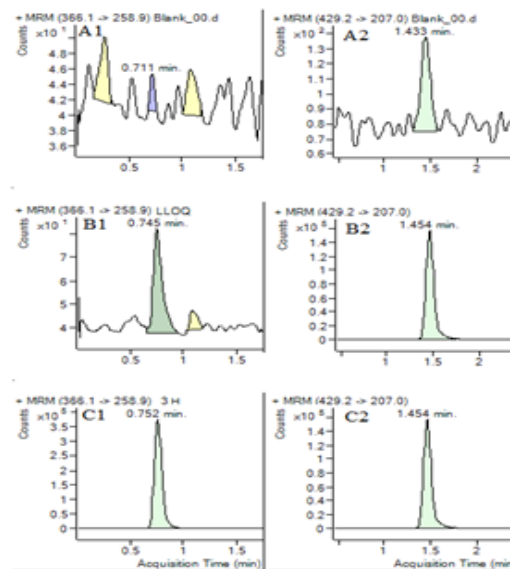 + MRM (366.1 -> 258.9) Blank_00.d
x10 1
A1
0.711 min.
Counts
5
4.8
4.6
4.4
4.2
4
3.8
3.6
0.5 1 1.5
+ MRM (429.2 -> 207.0) Blank_00.d
x10 2
A2
1.433 min.
Counts
1.4
1.3
1.2
1.1
1
0.9
0.8
0.7
0.6
0.5 1 1.5 2
+ MRM (366.1 -> 258.9) LLOQ
x10 1
B1
0.745 min.
Counts
7
6
5
4
0.5 1 1.5
+ MRM (429.2 -> 207.0)
B2
1.454 min.
Counts
1.6
1.4
1.2
1
0.8
0.6
0.4
0.2
0
0.5 1 1.5 2
+ MRM (366.1 -> 258.9) 3 H
C1
0.752 min.
Counts
3.5
3
2.5
2
1.5
1
0.5
0
0.5 1 1.5
Acquisition Time (min)
+ MRM (429.2 -> 207.0)
C2
1.454 min.
Counts
1.4
1.2
1
0.8
0.6
0.4
0.2
0
0.5 1 1.5 2
Acquisition Time (min)